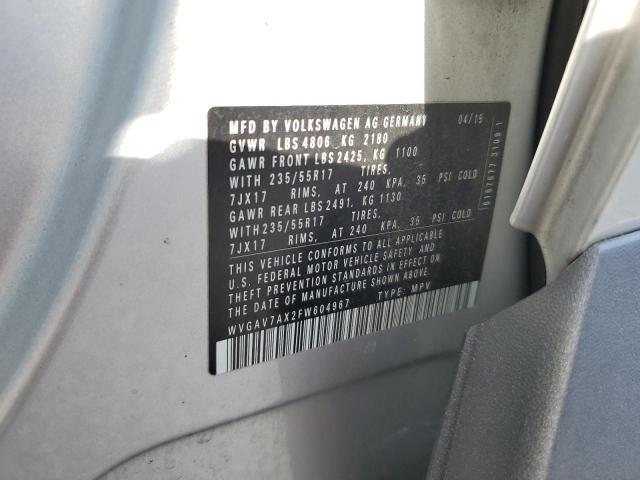 MFD BY VOLKSWAGEN AG GERMANY 04/15
GVWR LBS 4806 KG 2180
GAWR FRONT LBS 2425, KG 1100
WITH 235/55R17 TIRES,
7JX17 RIMS, AT 240 KPA, 35 PSI COLD
GAWR REAR LBS 2491, KG 1130
WITH 235/55R17 TIRES,
7JX17 RIMS, AT 240 KPA, 35 PSI COLD
THIS VEHICLE CONFORMS TO ALL APPLICABLE
U.S. FEDERAL MOTOR VEHICLE SAFETY AND
THEFT PREVENTION STANDARDS IN EFFECT ON
THE DATE OF MANUFACTURE SHOWN ABOVE.
WVGAV7AX2FW604967 TYPE: MPV